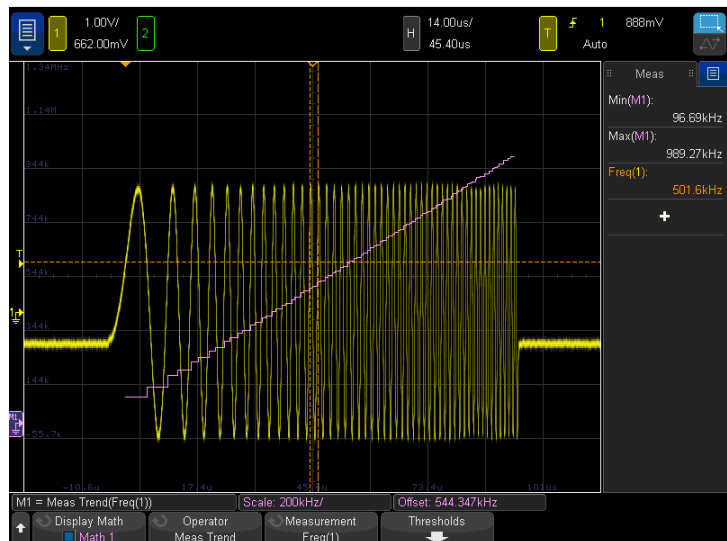 1 1.00V/ 2 H 14.00us/ T 1 888mV
662.00mV 45.40us Auto
1.34MHz
1.14M
944k
744k
T
544k
1
344k
144k
M1
-55.7k
-10.6u 17.4u 73.4u 101us
Meas
Min(M1):
96.69kHz
Max(M1):
989.27kHz
Freq(1):
501.6kHz
+
M1 = Meas Trend(Freq(1)) Scale: 200kHz/ Offset: 544.347kHz
Display Math Operator Measurement Thresholds
Math 1 Meas Trend Freq(1)